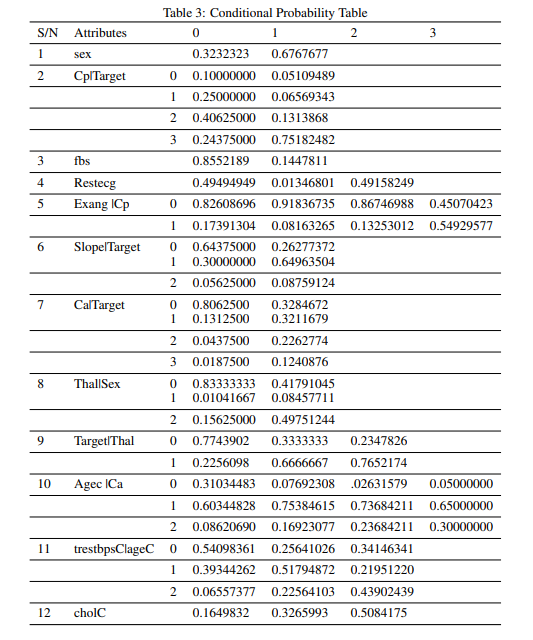 Table 3: Conditional Probability Table
S/N Attributes 0 1 2 3
1 sex 0.3232323 0.6767677
2 Cp|Target 0 0.10000000 0.05109489
1 0.25000000 0.06569343
2 0.40625000 0.1313868
3 0.24375000 0.75182482
3 fbs 0.8552189 0.1447811
4 Restecg 0.49494949 0.01346801 0.49158249
5 Exang |Cp 0 0.82608696 0.91836735 0.86746988 0.45070423
1 0.17391304 0.08163265 0.13253012 0.54929577
6 Slope|Target 0 0.64375000 0.26277372
1 0.30000000 0.64963504
2 0.05625000 0.08759124
7 Ca|Target 0 0.8062500 0.3284672
1 0.1312500 0.3211679
2 0.0437500 0.2262774
3 0.0187500 0.1240876
8 Thal|Sex 0 0.83333333 0.41791045
1 0.01041667 0.08457711
2 0.15625000 0.49751244
9 Target|Thal 0 0.7743902 0.3333333 0.2347826
1 0.2256098 0.6666667 0.7652174
10 Agec |Ca 0 0.31034483 0.07692308 .02631579 0.05000000
1 0.60344828 0.75384615 0.73684211 0.65000000
2 0.08620690 0.16923077 0.23684211 0.30000000
11 trestbpsC|ageC 0 0.54098361 0.25641026 0.34146341
1 0.39344262 0.51794872 0.21951220
2 0.06557377 0.22564103 0.43902439
12 cholC 0.1649832 0.3265993 0.5084175